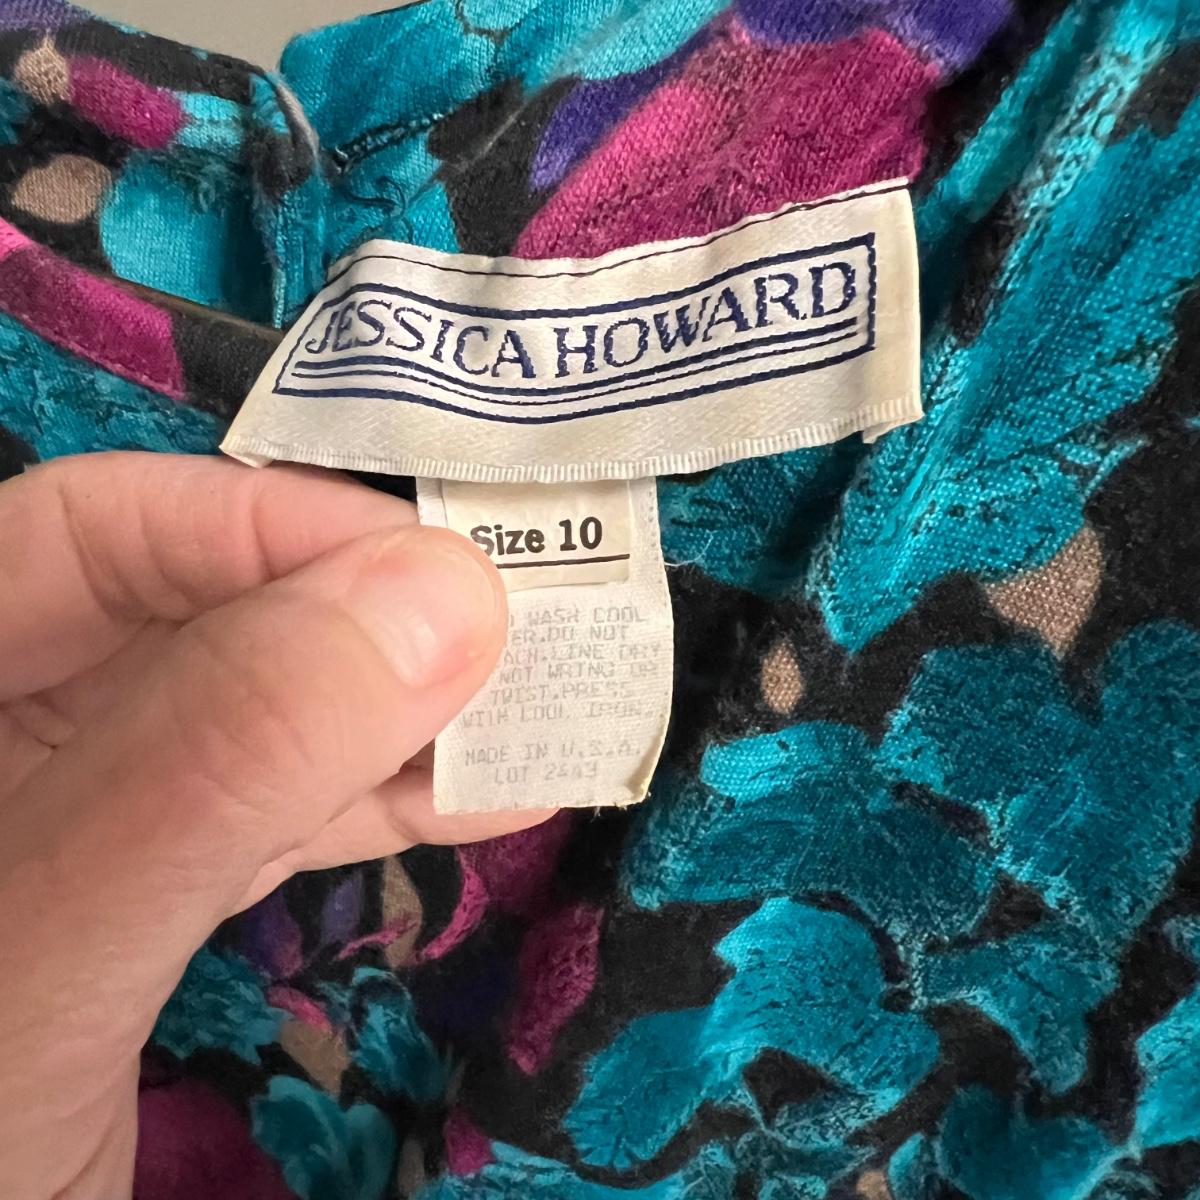 JESSICA HOWARD
Size 10
WASH COOL
DO NOT
LINE DRY
NOT WRING OR
TWIST.PRESS
WITH COOL IRON.
MADE IN U.S.A.
LOT